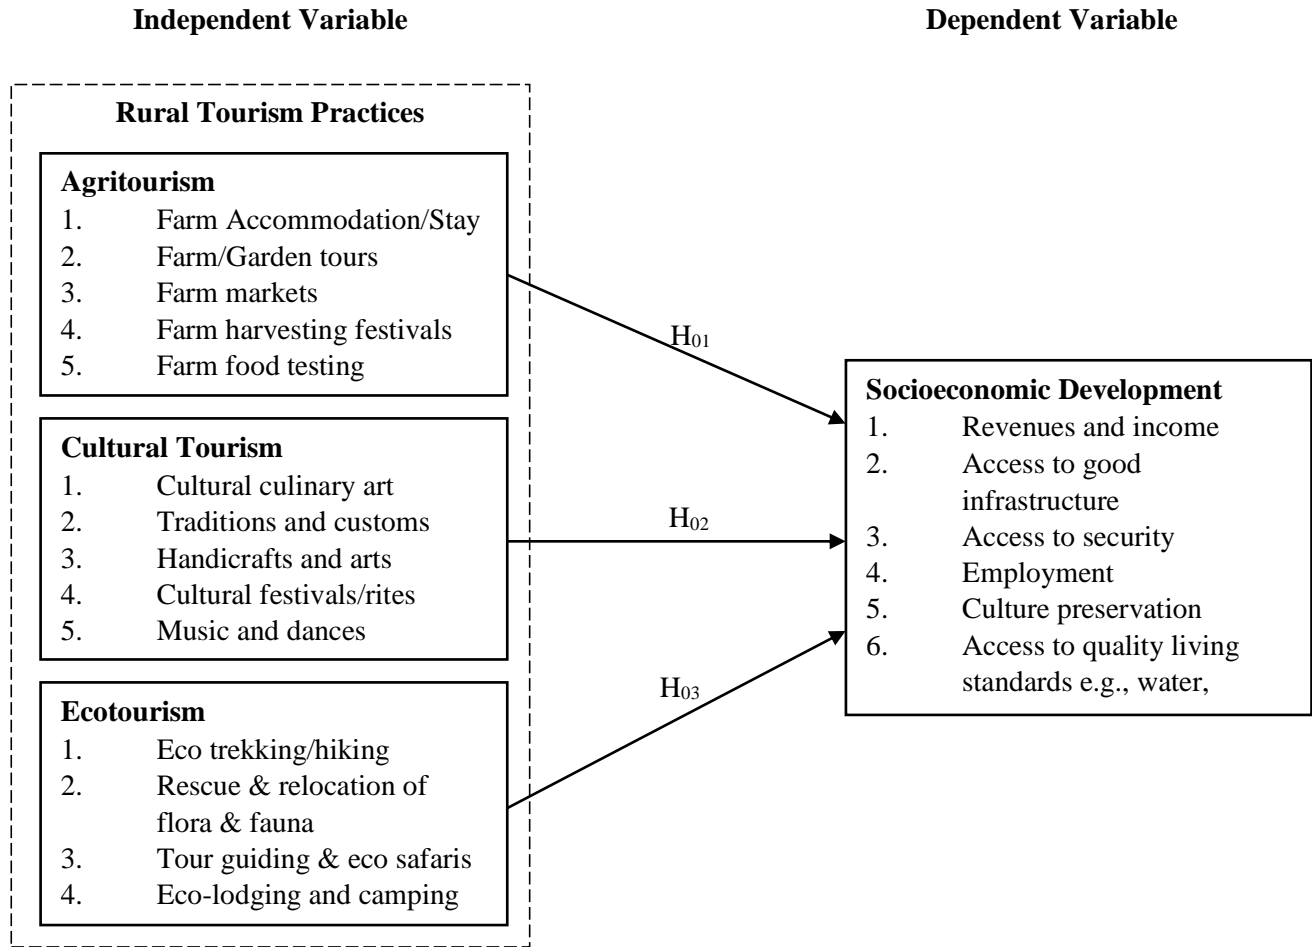 Independent Variable
Dependent Variable
Rural Tourism Practices
Agritourism
1. Farm Accommodation/Stay
2. Farm/Garden tours
3. Farm markets
4. Farm harvesting festivals
5. Farm food testing
Cultural Tourism
1. Cultural culinary art
2. Traditions and customs
3. Handicrafts and arts
4. Cultural festivals/rites
5. Music and dances
Ecotourism
1. Eco trekking/hiking
2. Rescue & relocation of
flora & fauna
3. Tour guiding & eco safaris
4. Eco-lodging and camping
H01
H02
H03
Socioeconomic Development
1. Revenues and income
2. Access to good
infrastructure
3. Access to security
4. Employment
5. Culture preservation
6. Access to quality living
standards e.g., water,